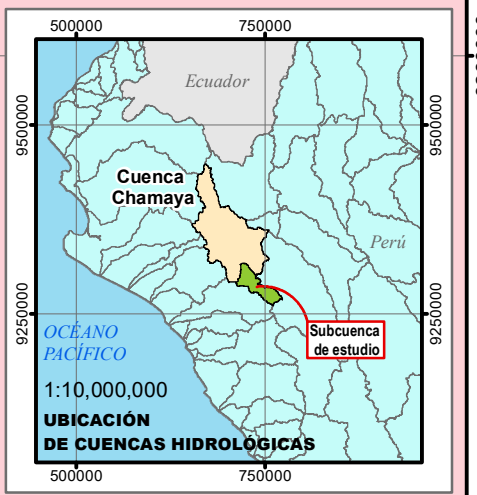 500000 750000
Ecuador
9500000 9500000
Cuenca
Chamaya
Perú
9250000 9250000
OCÉANO
PACÍFICO
Subcuenca
de estudio
1:10,000,000
UBICACIÓN
DE CUENCAS HIDROLÓGICAS
500000 750000